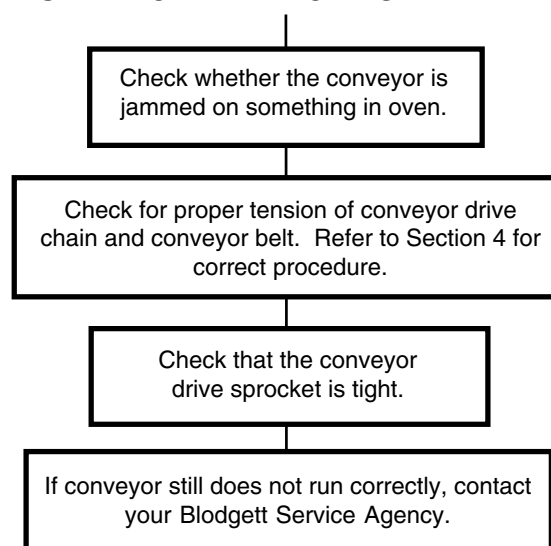 Check whether the conveyor is
jammed on something in oven.
Check for proper tension of conveyor drive
chain and conveyor belt.  Refer to Section 4 for
correct procedure.
Check that the conveyor
drive sprocket is tight.
If conveyor still does not run correctly, contact
your Blodgett Service Agency.